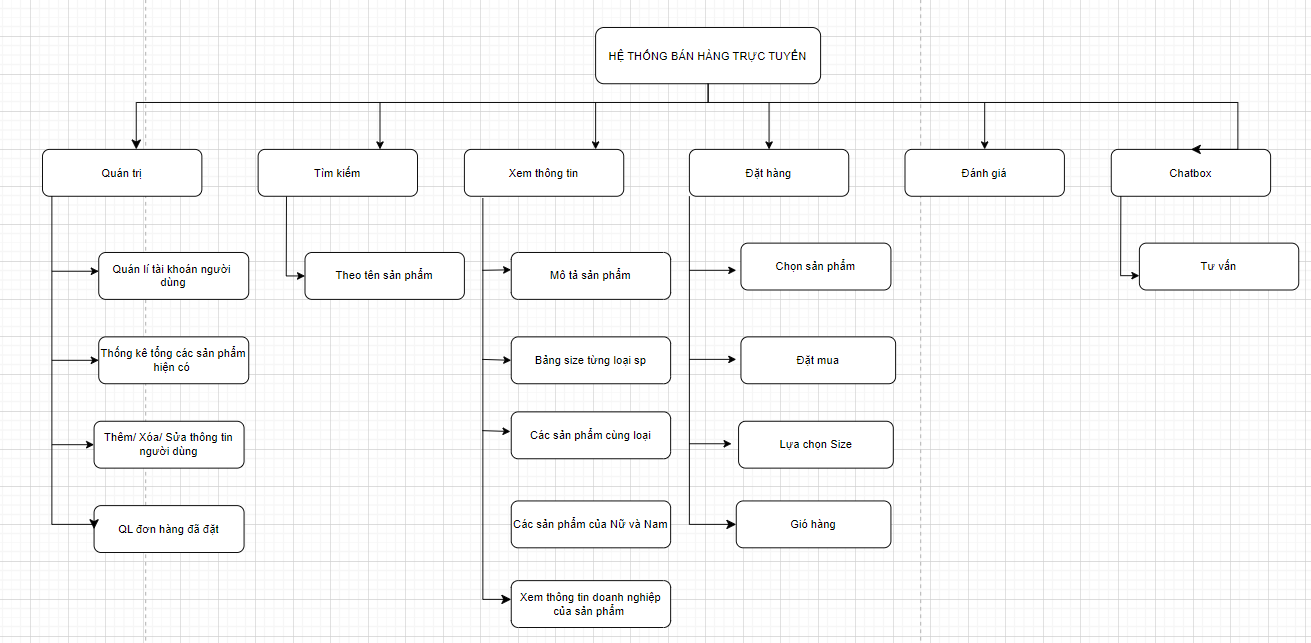 HỆ THỐNG BÁN HÀNG TRỰC TUYẾN
Quản trị
Tìm kiếm
Xem thông tin
Đặt hàng
Đánh giá
Chatbox
Quản lí tài khoản người
dùng
Theo tên sản phẩm
Mô tả sản phẩm
Chọn sản phẩm
Tư vấn
Thống kê tổng các sản phẩm
hiện có
Bảng size từng loại sp
Đặt mua
Thêm/ Xóa/ Sửa thông tin
người dùng
Các sản phẩm cùng loại
Lựa chọn Size
QL đơn hàng đã đặt
Các sản phẩm của Nữ và Nam
Giỏ hàng
Xem thông tin doanh nghiệp
của sản phẩm